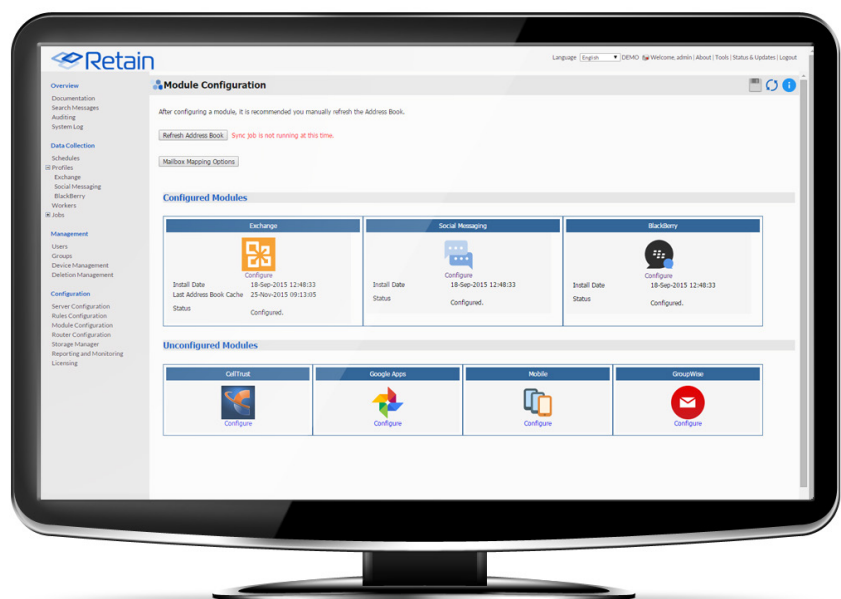 Retain
Language English DEMO Welcome, admin | About | Tools | Status & Updates | Logout
Overview
Documentation
Search Messages
Auditing
System Log
Data Collection
Schedules
Profiles
Exchange
Social Messaging
BlackBerry
Workers
Jobs
Management
Users
Groups
Device Management
Deletion Management
Configuration
Server Configuration
Rules Configuration
Module Configuration
Router Configuration
Storage Manager
Reporting and Monitoring
Licensing
Module Configuration
After configuring a module, it is recommended you manually refresh the Address Book.
Refresh Address Book Sync job is not running at this time.
Mailbox Mapping Options
Configured Modules
Exchange
Configure
Install Date 18-Sep-2015 12:48:33
Last Address Book Cache 25-Nov-2015 09:13:05
Status Configured.
Social Messaging
Configure
Install Date 18-Sep-2015 12:48:33
Status Configured.
BlackBerry
Configure
Install Date 18-Sep-2015 12:48:33
Status Configured.
Unconfigured Modules
CellTrust
Configure
Google Apps
Configure
Mobile
Configure
GroupWise
Configure